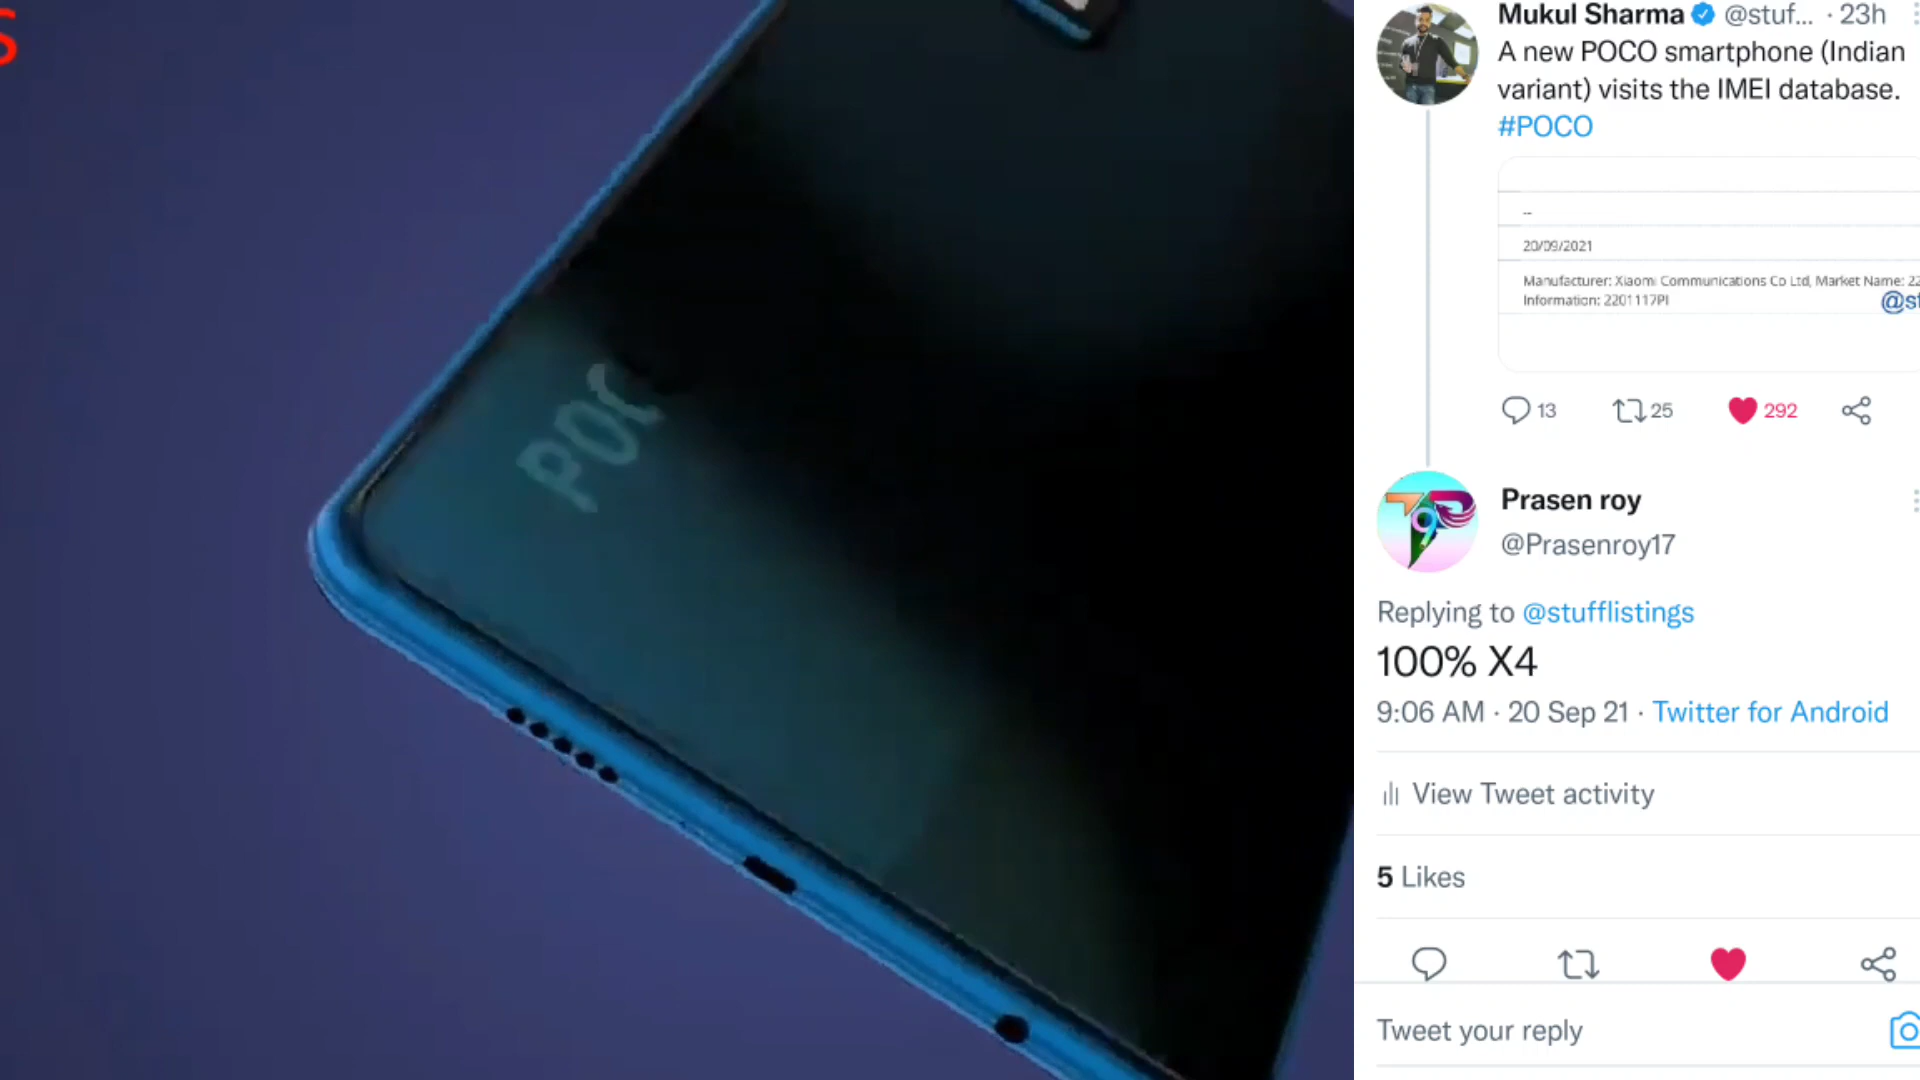 S
POC
Mukul Sharma @stuf... · 23h
A new POCO smartphone (Indian
variant) visits the IMEI database.
#POCO
--
20/09/2021
Manufacturer: Xiaomi Communications Co Ltd, Market Name: 22
Information: 2201117PI
@st
13 25 292
Prasen roy
@Prasenroy17
Replying to @stufflistings
100% X4
9:06 AM · 20 Sep 21 · Twitter for Android
View Tweet activity
5 Likes
Tweet your reply